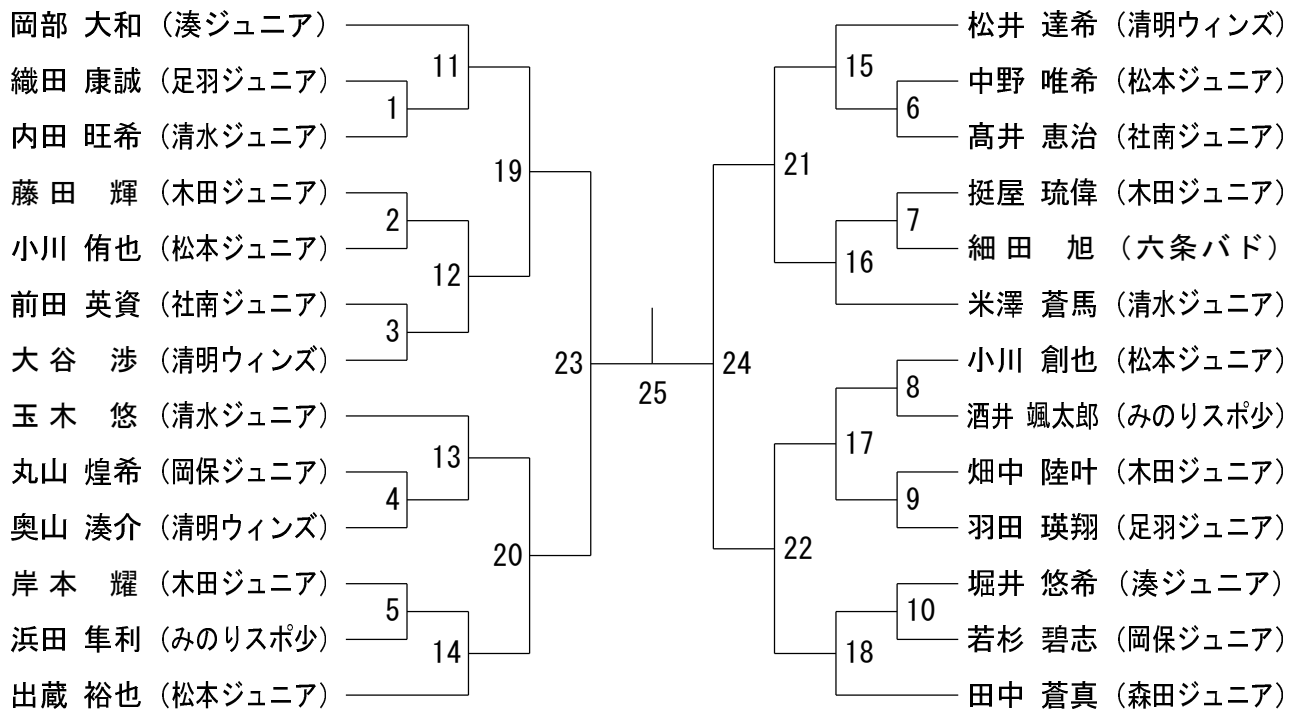 岡部 大和 （湊ジュニア）
織田 康誠 （足羽ジュニア）
内田 旺希 （清水ジュニア）
藤田 輝 （木田ジュニア）
小川 侑也 （松本ジュニア）
前田 英資 （社南ジュニア）
大谷 渉 （清明ウィンズ）
玉木 悠 （清水ジュニア）
丸山 煌希 （岡保ジュニア）
奥山 湊介 （清明ウィンズ）
岸本 耀 （木田ジュニア）
浜田 隼利 （みのりスポ少）
出蔵 裕也 （松本ジュニア）
1
2
3
4
5
11
12
13
14
19
20
23
25
24
21
22
15
16
17
18
6
7
8
9
10
松井 達希 （清明ウィンズ）
中野 唯希 （松本ジュニア）
髙井 恵治 （社南ジュニア）
挺屋 琉偉 （木田ジュニア）
細田 旭 （六条バド）
米澤 蒼馬 （清水ジュニア）
小川 創也 （松本ジュニア）
酒井 颯太郎 （みのりスポ少）
畑中 陸叶 （木田ジュニア）
羽田 瑛翔 （足羽ジュニア）
堀井 悠希 （湊ジュニア）
若杉 碧志 （岡保ジュニア）
田中 蒼真 （森田ジュニア）